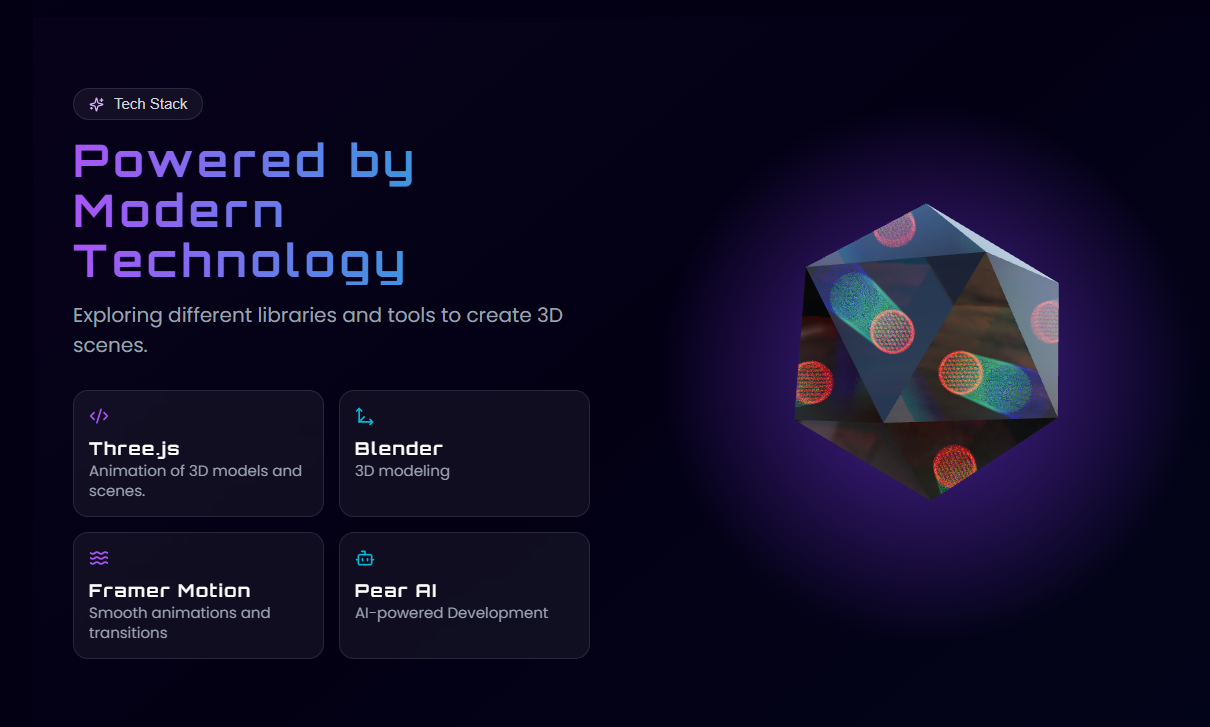 Tech Stack
Powered by
Modern
Technology
Exploring different libraries and tools to create 3D
scenes.
Three.js
Animation of 3D models and
scenes.
Blender
3D modeling
Framer Motion
Smooth animations and
transitions
Pear AI
AI-powered Development